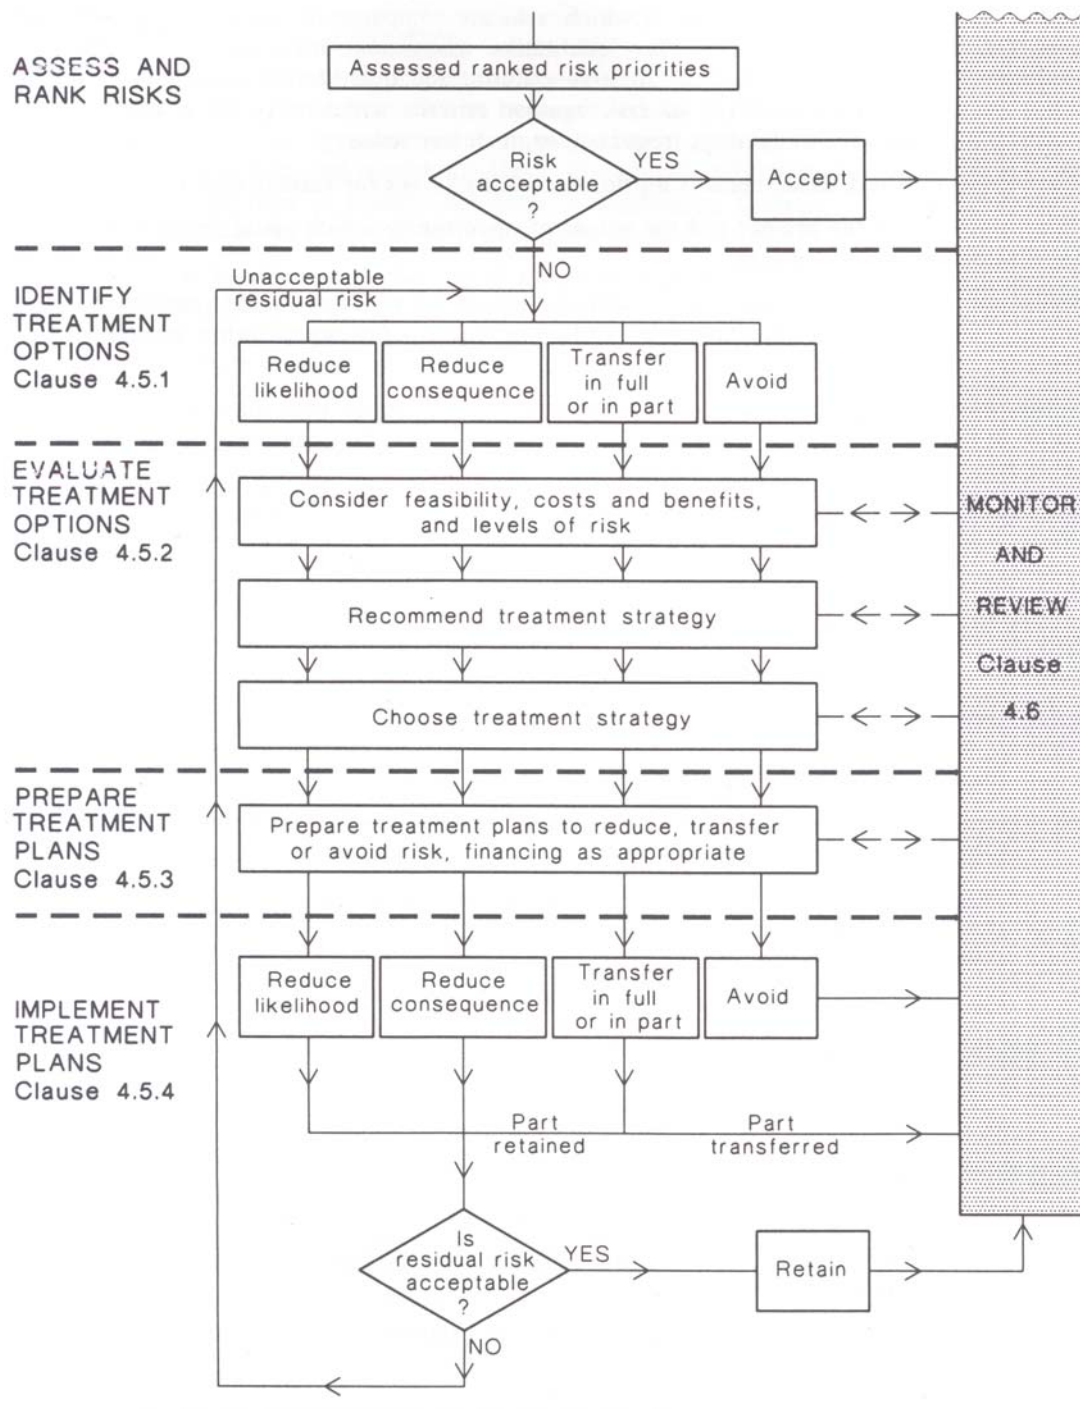 ASSESS AND
RANK RISKS
Assessed ranked risk priorities
Risk
acceptable
?
YES
Accept
NO
Unacceptable
residual risk
IDENTIFY
TREATMENT
OPTIONS
Clause 4.5.1
Reduce
likelihood
Reduce
consequence
Transfer
in full
or in part
Avoid
EVALUATE
TREATMENT
OPTIONS
Clause 4.5.2
Consider feasibility, costs and benefits,
and levels of risk
Recommend treatment strategy
Choose treatment strategy
MONITOR
AND
REVIEW
Clause
4.6
PREPARE
TREATMENT
PLANS
Clause 4.5.3
Prepare treatment plans to reduce, transfer
or avoid risk, financing as appropriate
IMPLEMENT
TREATMENT
PLANS
Clause 4.5.4
Reduce
likelihood
Reduce
consequence
Transfer
in full
or in part
Avoid
Part
retained
Part
transferred
Is
residual risk
acceptable
?
YES
Retain
NO